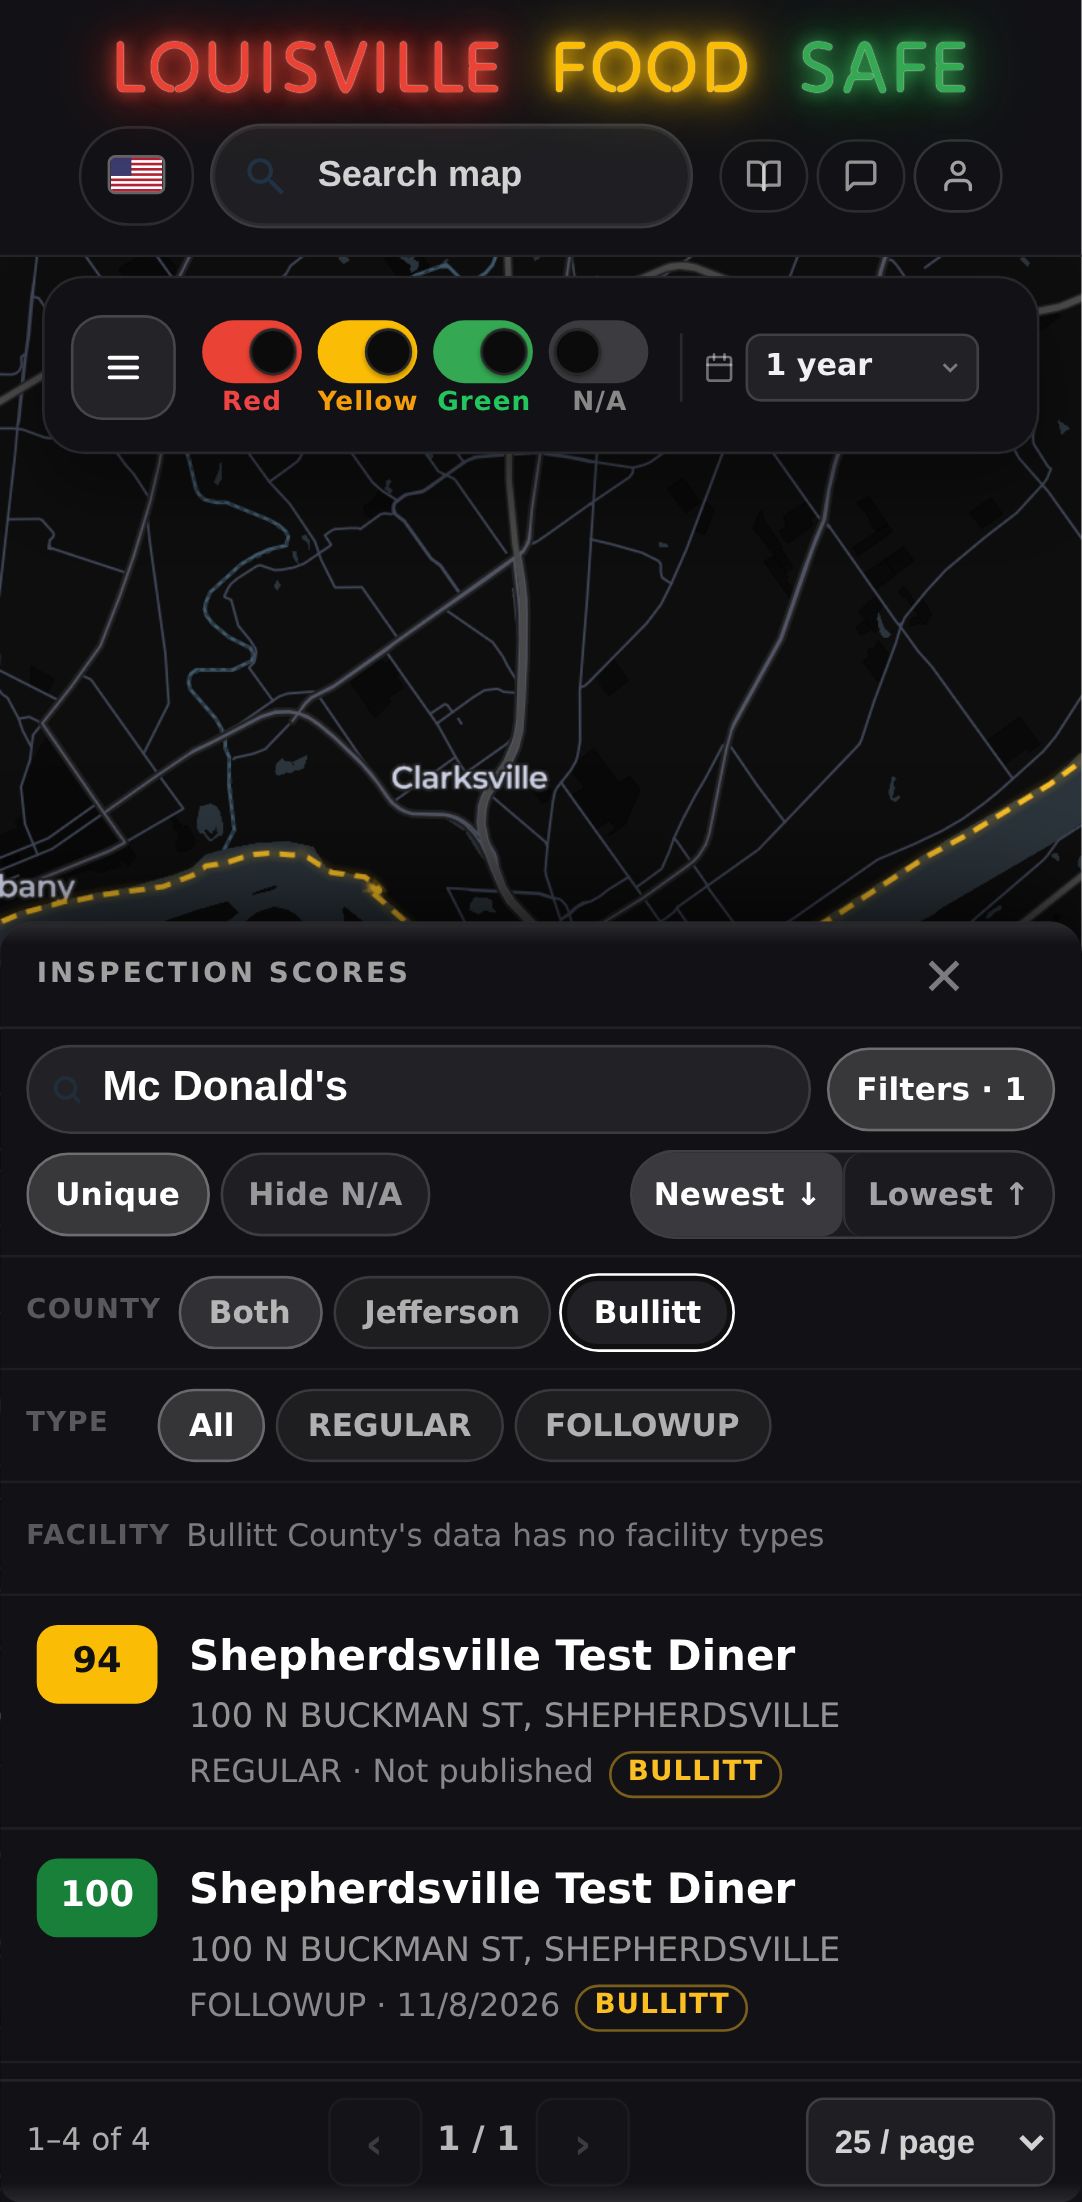 LOUISVILLE FOOD SAFE
Search map
Red Yellow Green N/A 1 year
Clarksville
bany
INSPECTION SCORES
Mc Donald's Filters · 1
Unique Hide N/A Newest ↓ Lowest ↑
COUNTY Both Jefferson Bullitt
TYPE All REGULAR FOLLOWUP
FACILITY Bullitt County's data has no facility types
94 Shepherdsville Test Diner
100 N BUCKMAN ST, SHEPHERDSVILLE
REGULAR · Not published BULLITT
100 Shepherdsville Test Diner
100 N BUCKMAN ST, SHEPHERDSVILLE
FOLLOWUP · 11/8/2026 BULLITT
1–4 of 4 ‹ 1 / 1 › 25 / page